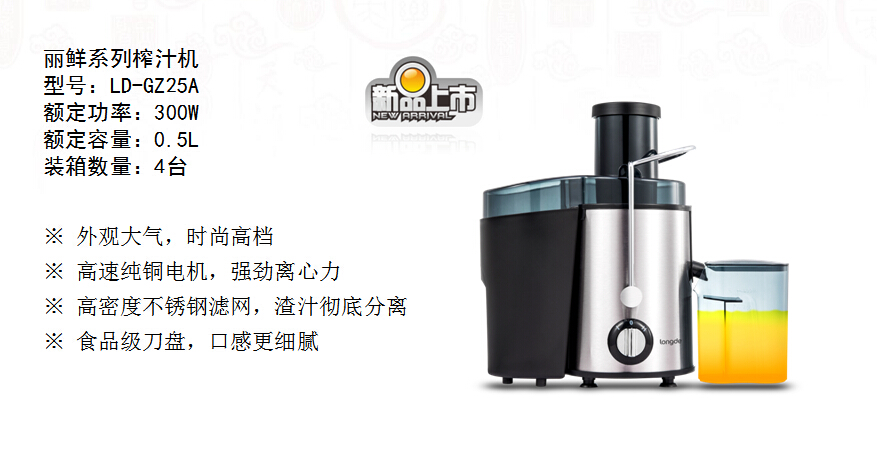 丽鲜系列榨汁机
型号：LD-GZ25A
额定功率：300W
额定容量：0.5L
装箱数量：4台
新品上市
NEW ARRIVAL
※ 外观大气，时尚高档
※ 高速纯铜电机，强劲离心力
※ 高密度不锈钢滤网，渣汁彻底分离
※ 食品级刀盘，口感更细腻
longde